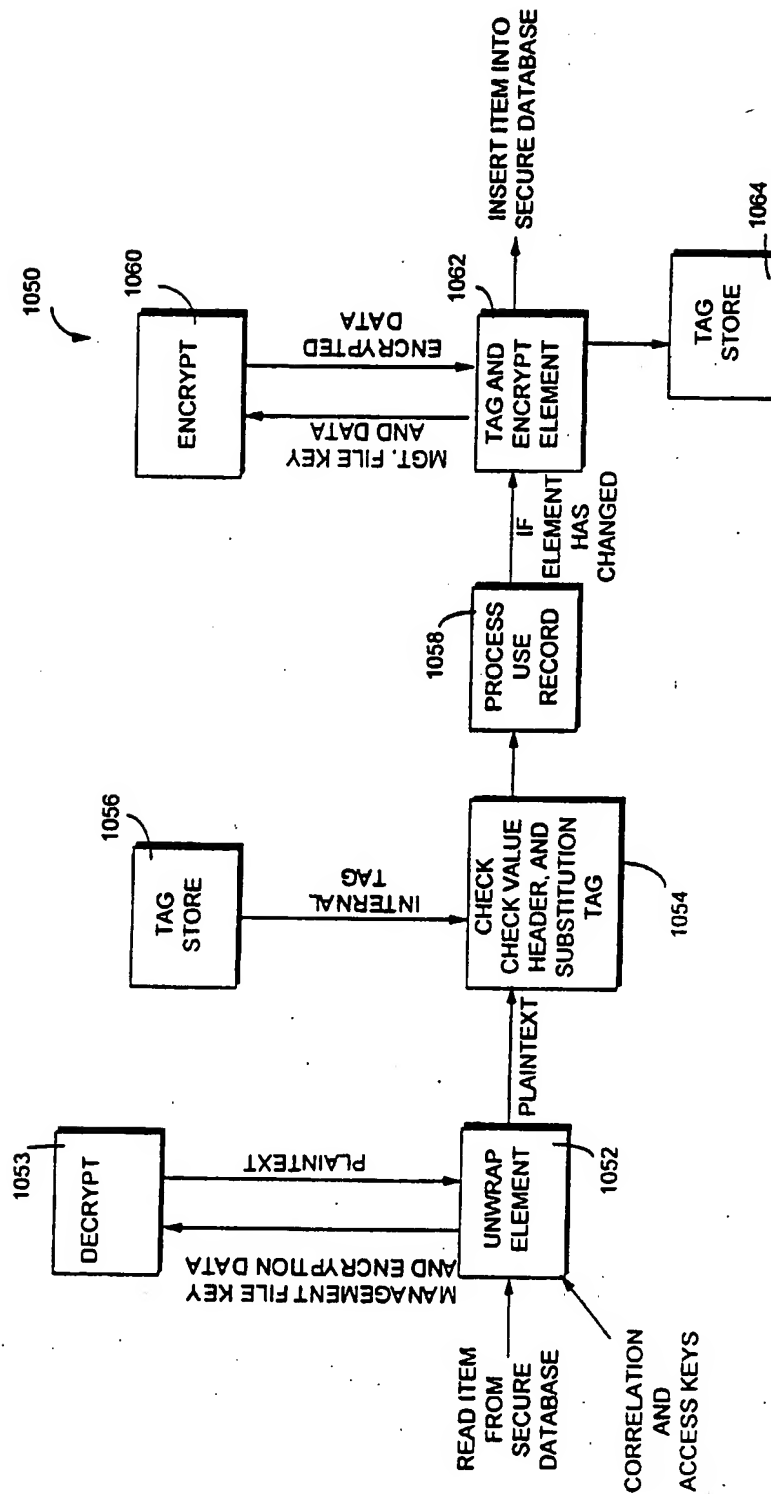 1050
1053
DECRYPT
MANAGEMENT FILE KEY
AND ENCRYPTION DATA
PLAINTEXT
READ ITEM
FROM
SECURE
DATABASE
UNWRAP
ELEMENT
1052
CORRELATION
AND
ACCESS KEYS
PLAINTEXT
1056
TAG
STORE
INTERNAL
TAG
CHECK
CHECK VALUE
HEADER, AND
SUBSTITUTION
TAG
1054
1058
PROCESS
USE
RECORD
IF
ELEMENT
HAS
CHANGED
1060
ENCRYPT
MGT. FILE KEY
AND DATA
ENCRYPTED
DATA
1062
TAG AND
ENCRYPT
ELEMENT
INSERT ITEM INTO
SECURE DATABASE
TAG
STORE
1064